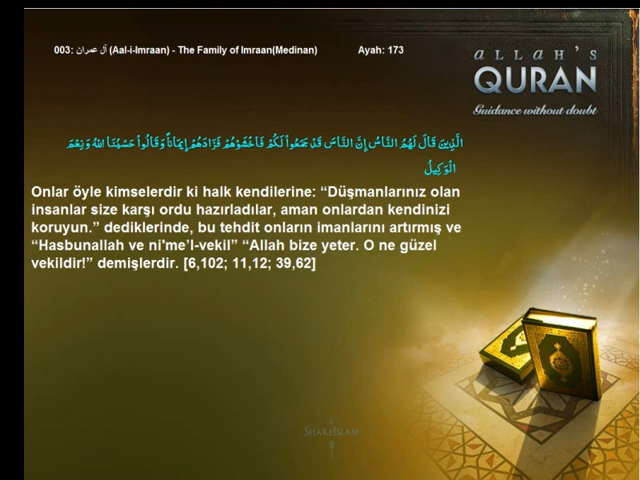 003: آل عمران (Aal-i-Imraan) - The Family of Imraan(Medinan) Ayah: 173
ALLAH'S
QURAN
Guidance without doubt
الَّذِينَ قَالَ لَهُمُ النَّاسُ إِنَّ النَّاسَ قَدْ جَمَعُواْ لَكُمْ فَاخْشَوْهُمْ فَزَادَهُمْ إِيمَاناً وَقَالُواْ حَسْبُنَا اللّهُ وَنِعْمَ
الْوَكِيلُ
Onlar öyle kimselerdir ki halk kendilerine: “Düşmanlarınız olan
insanlar size karşı ordu hazırladılar, aman onlardan kendinizi
koruyun.” dediklerinde, bu tehdit onların imanlarını artırmış ve
“Hasbunallah ve ni'me’l-vekil” “Allah bize yeter. O ne güzel
vekildir!” demişlerdir. [6,102; 11,12; 39,62]
SHAREISLAM